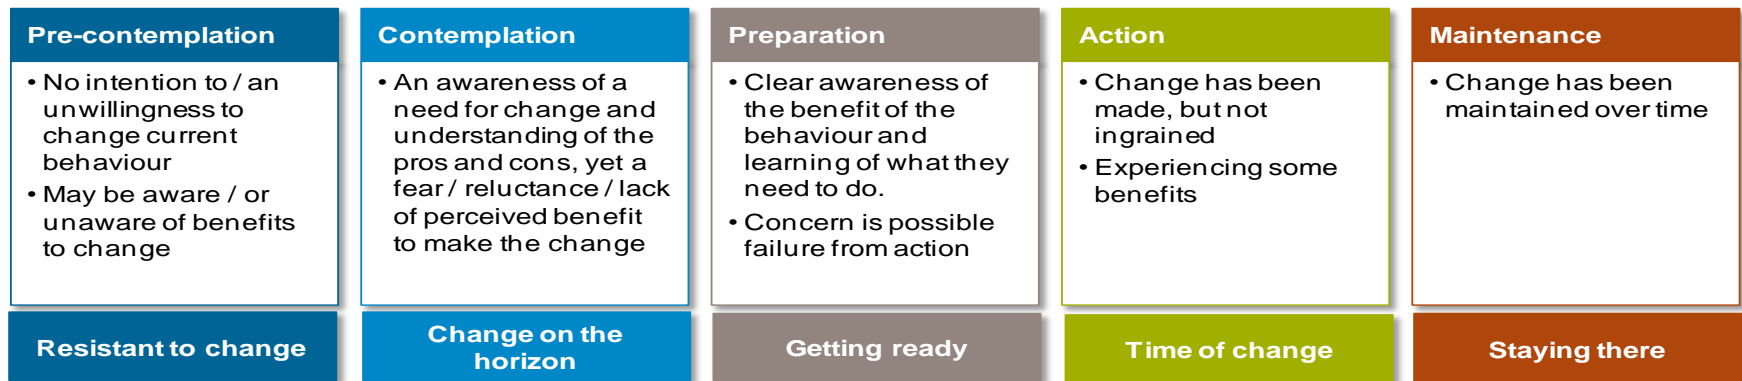 Pre-contemplation
• No intention to / an
unwillingness to
change current
behaviour
• May be aware / or
unaware of benefits
to change
Resistant to change
Contemplation
• An awareness of a
need for change and
understanding of the
pros and cons, yet a
fear / reluctance / lack
of perceived benefit
to make the change
Change on the
horizon
Preparation
• Clear awareness of
the benefit of the
behaviour and
learning of what they
need to do.
• Concern is possible
failure from action
Getting ready
Action
• Change has been
made, but not
ingrained
• Experiencing some
benefits
Time of change
Maintenance
• Change has been
maintained over time
Staying there